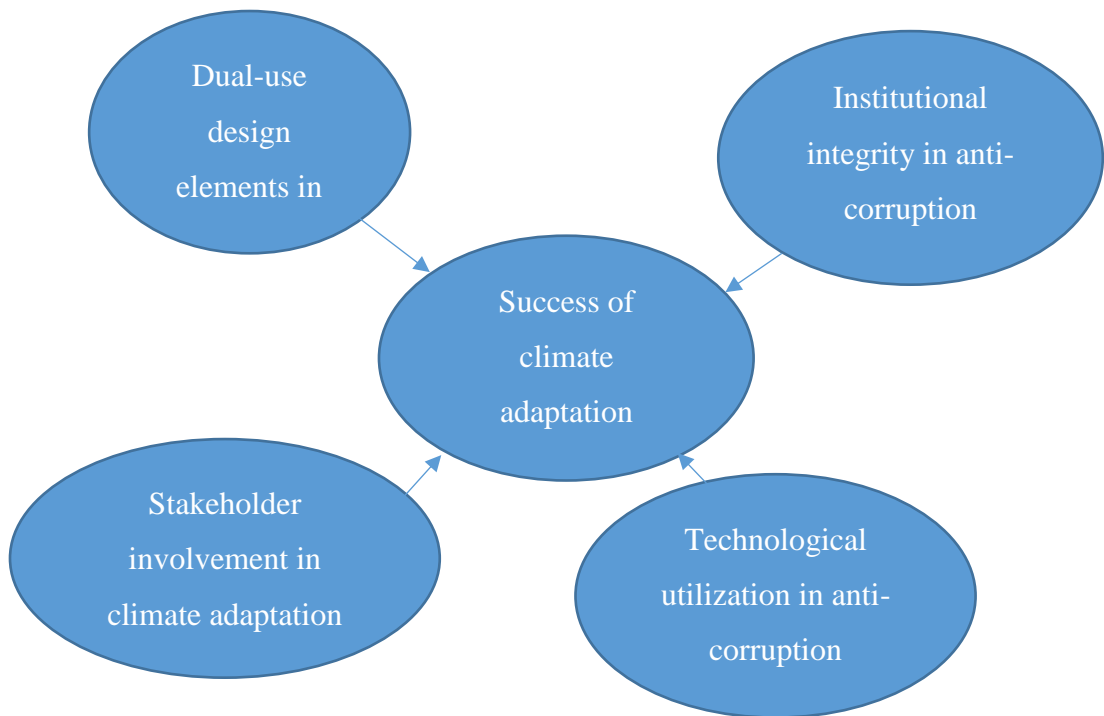 Dual-use
design
elements in
Institutional
integrity in anti-
corruption
Success of
climate
adaptation
Stakeholder
involvement in
climate adaptation
Technological
utilization in anti-
corruption